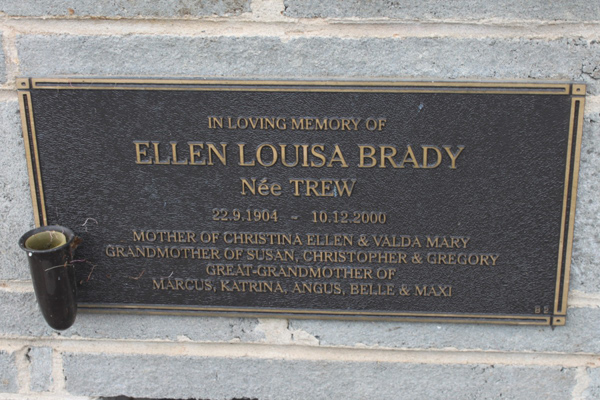 IN LOVING MEMORY OF
ELLEN LOUISA BRADY
Née TREW
22.9.1904 - 10.12.2000
MOTHER OF CHRISTINA ELLEN & VALDA MARY
GRANDMOTHER OF SUSAN, CHRISTOPHER & GREGORY
GREAT-GRANDMOTHER OF
MARCUS, KATRINA, ANGUS, BELLE & MAXI